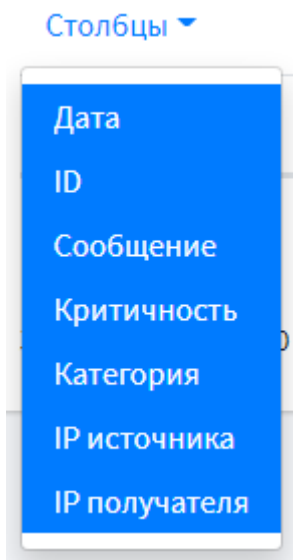 Столбцы
Дата
ID
Сообщение
Критичность
Категория
IP источника
IP получателя